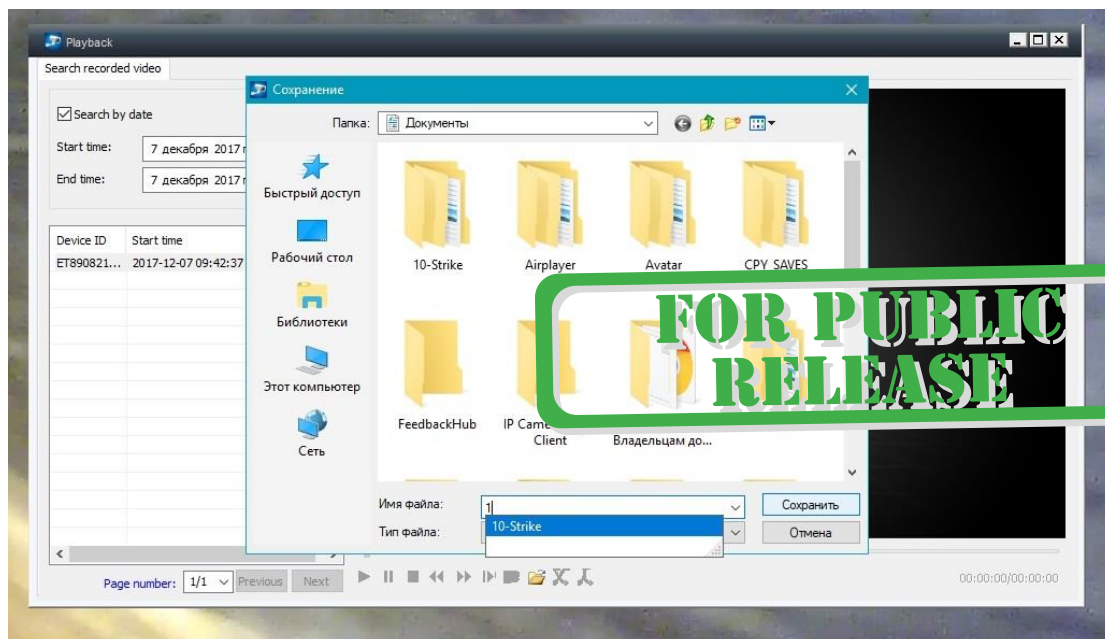 Playback
Search recorded video
Search by date
Start time:
7 декабря 2017 г
End time:
7 декабря 2017 г
Device ID Start time
ET890821... 2017-12-07 09:42:37
Page number: 1/1 Previous Next
00:00:00/00:00:00
Сохранение
Папка: Документы
Быстрый доступ
Рабочий стол
Библиотеки
Этот компьютер
Сеть
10-Strike Airplayer Avatar CPY_SAVES
FeedbackHub IP Client
Владельцам до...
Имя файла: 1 Сохранить
10-Strike
Тип файла: Отмена
FOR PUBLIC
RELEASE